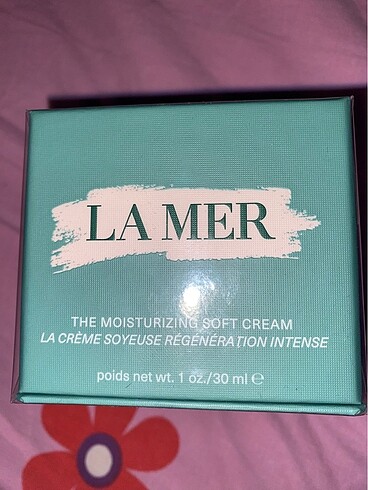 LA MER
THE MOISTURIZING SOFT CREAM
LA CRÈME SOYEUSE RÉGÉNÉRATION INTENSE
poids net wt. 1 oz./30 ml ℮